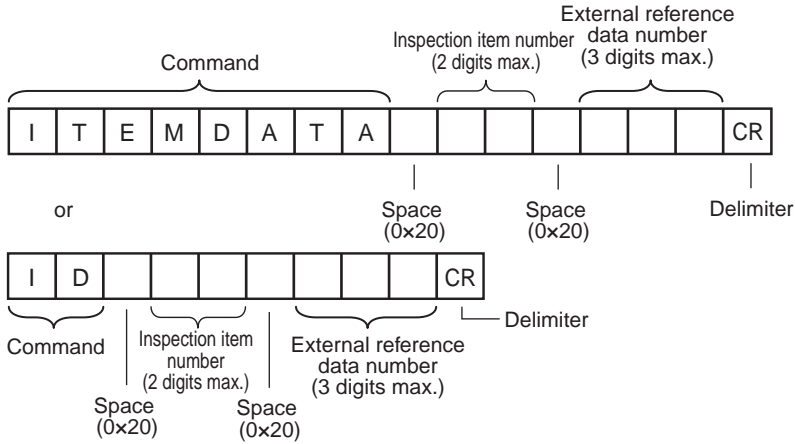 External reference
data number
(3 digits max.)
Inspection item number
(2 digits max.)
Command
I T E M D A T A CR
or
Space
(0×20)
Space
(0×20)
Delimiter
I D CR
Delimiter
Command
Inspection item
number
(2 digits max.)
External reference
data number
(3 digits max.)
Space
(0×20)
Space
(0×20)